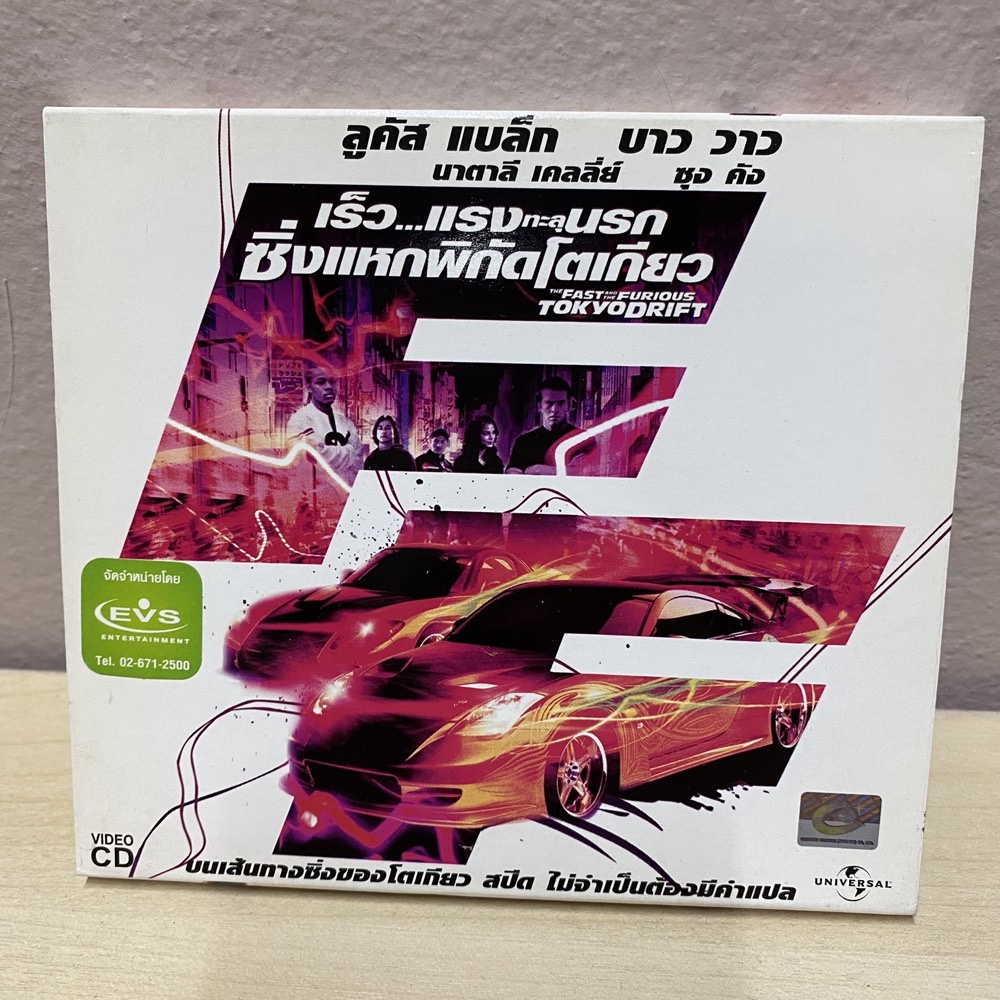 ลูคัส แบล็ก บาว วาว
นาตาลี เคลลี่ย์ ซุง คัง
เร็ว...แรงทะลุนรก
ซิ่งแหกพิกัดโตเกียว
THE FAST AND THE FURIOUS
TOKYO DRIFT
จัดจำหน่ายโดย
EVS
ENTERTAINMENT
Tel. 02-671-2500
VIDEO
CD
บนเส้นทางซิ่งของโตเกียว สปีด ไม่จำเป็นต้องมีคำแปล
UNIVERSAL